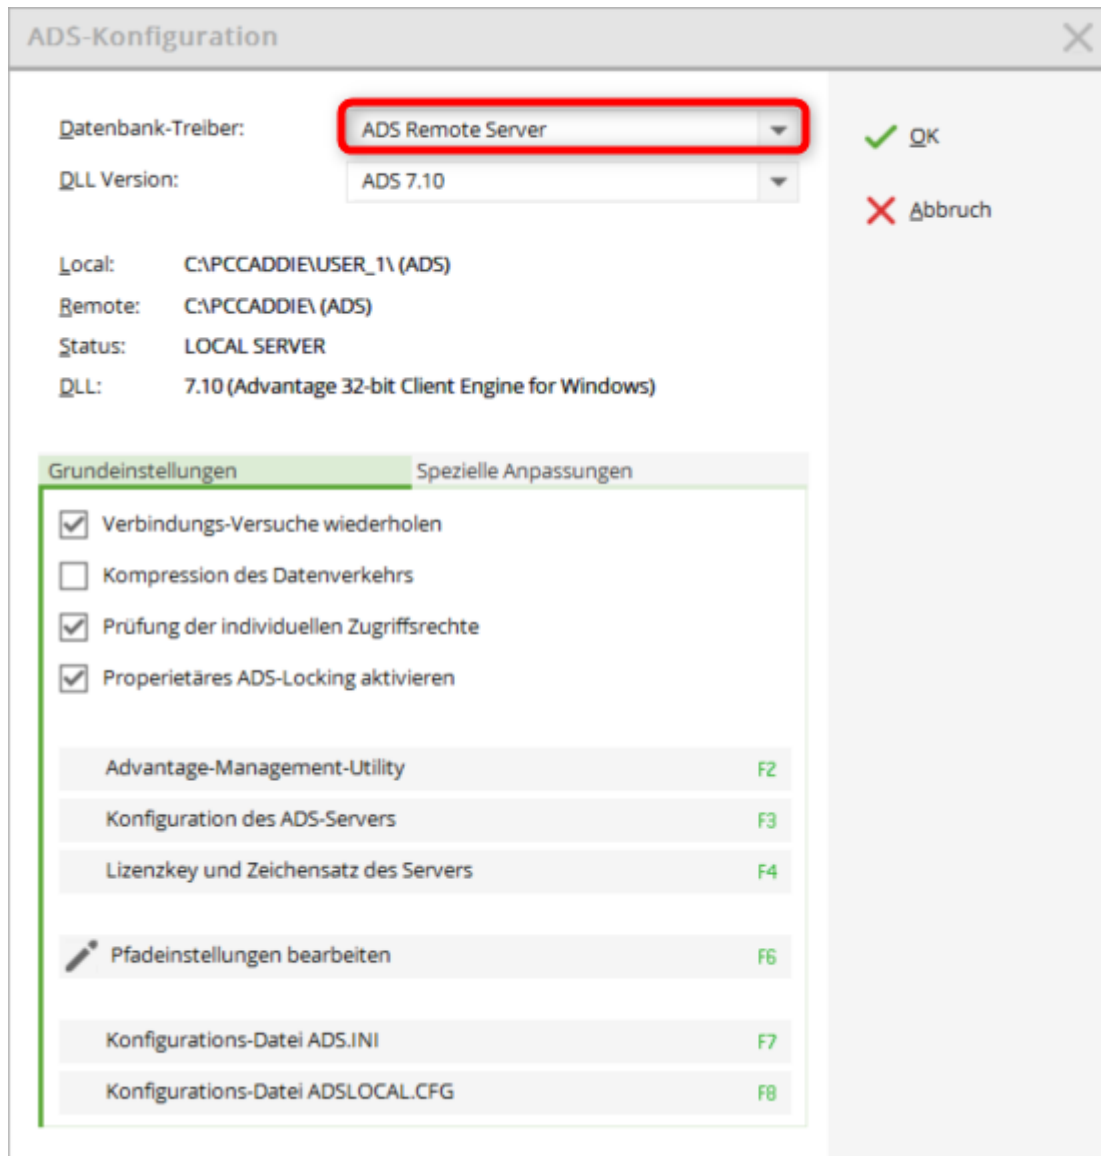 ADS-Konfiguration
Datenbank-Treiber: ADS Remote Server
DLL Version: ADS 7.10
OK
Abbruch
Local: C:\PCCADDIE\USER_1\ (ADS)
Remote: C:\PCCADDIE\ (ADS)
Status: LOCAL SERVER
DLL: 7.10 (Advantage 32-bit Client Engine for Windows)
Grundeinstellungen Spezielle Anpassungen
Verbindungs-Versuche wiederholen
Kompression des Datenverkehrs
Prüfung der individuellen Zugriffsrechte
Properietäres ADS-Locking aktivieren
Advantage-Management-Utility F2
Konfiguration des ADS-Servers F3
Lizenzkey und Zeichensatz des Servers F4
Pfadeinstellungen bearbeiten F6
Konfigurations-Datei ADS.INI F7
Konfigurations-Datei ADSLOCAL.CFG F8